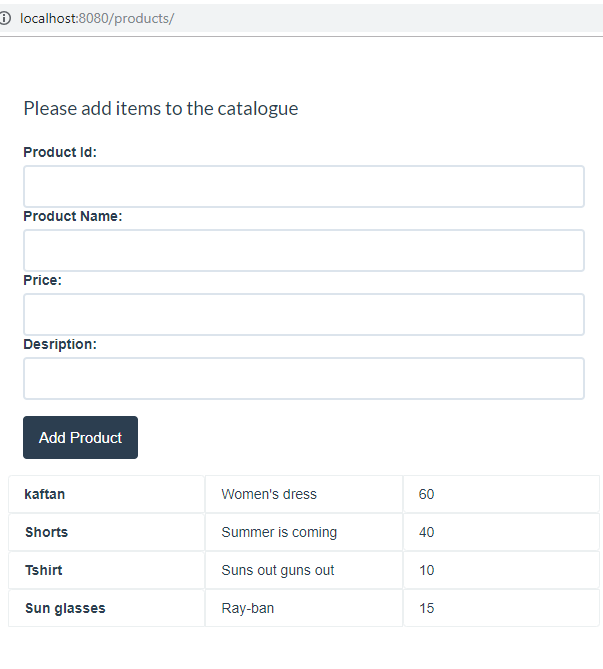 localhost:8080/products/
Please add items to the catalogue
Product Id:
Product Name:
Price:
Desription:
Add Product
kaftan Women's dress 60
Shorts Summer is coming 40
Tshirt Suns out guns out 10
Sun glasses Ray-ban 15